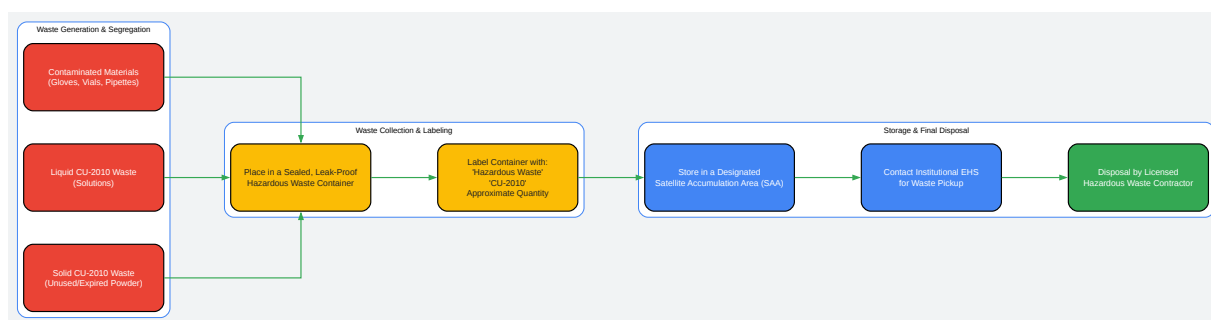 Waste Generation & Segregation
Contaminated Materials
(Gloves, Vials, Pipettes)
Liquid CU-2010 Waste
(Solutions)
Solid CU-2010 Waste
(Unused/Expired Powder)
Waste Collection & Labeling
Place in a Sealed, Leak-Proof
Hazardous Waste Container
Label Container with:
'Hazardous Waste'
'CU-2010'
Approximate Quantity
Storage & Final Disposal
Store in a Designated
Satellite Accumulation Area (SAA)
Contact Institutional EHS
for Waste Pickup
Disposal by Licensed
Hazardous Waste Contractor